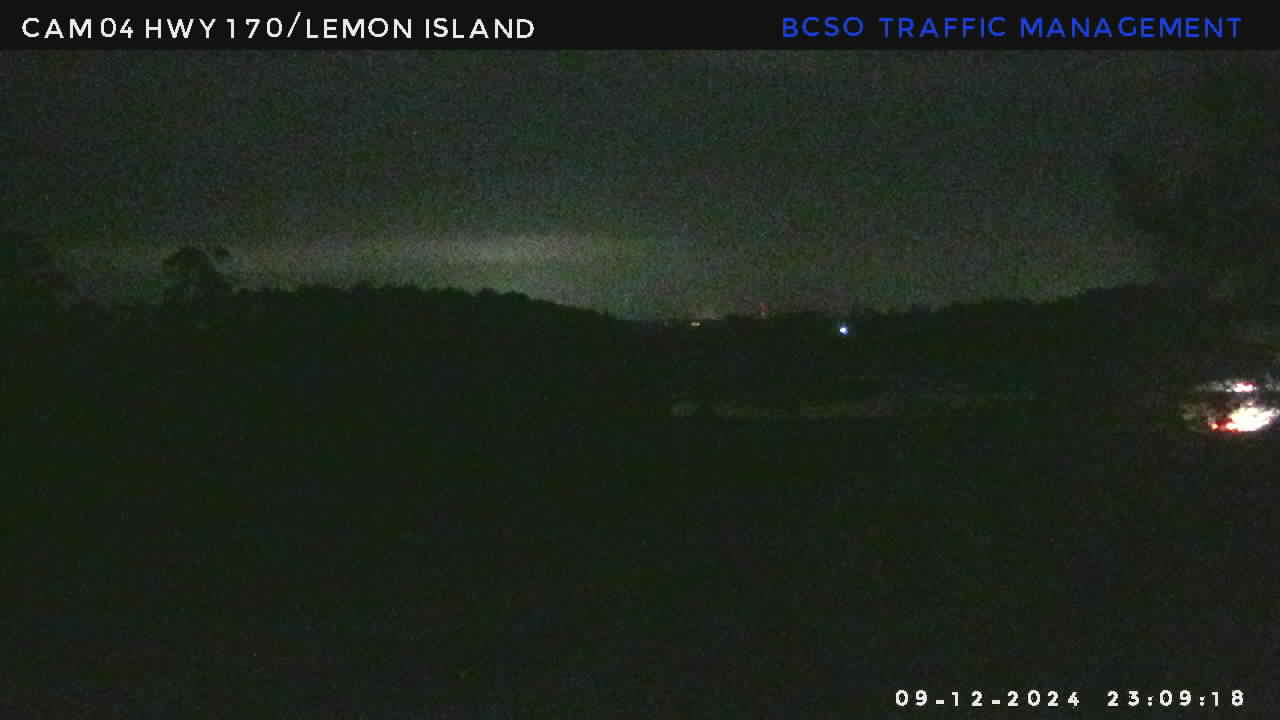 CAM04 HWY 170/LEMON ISLAND
BCSO TRAFFIC MANAGEMENT
09-12-2024 23:09:18